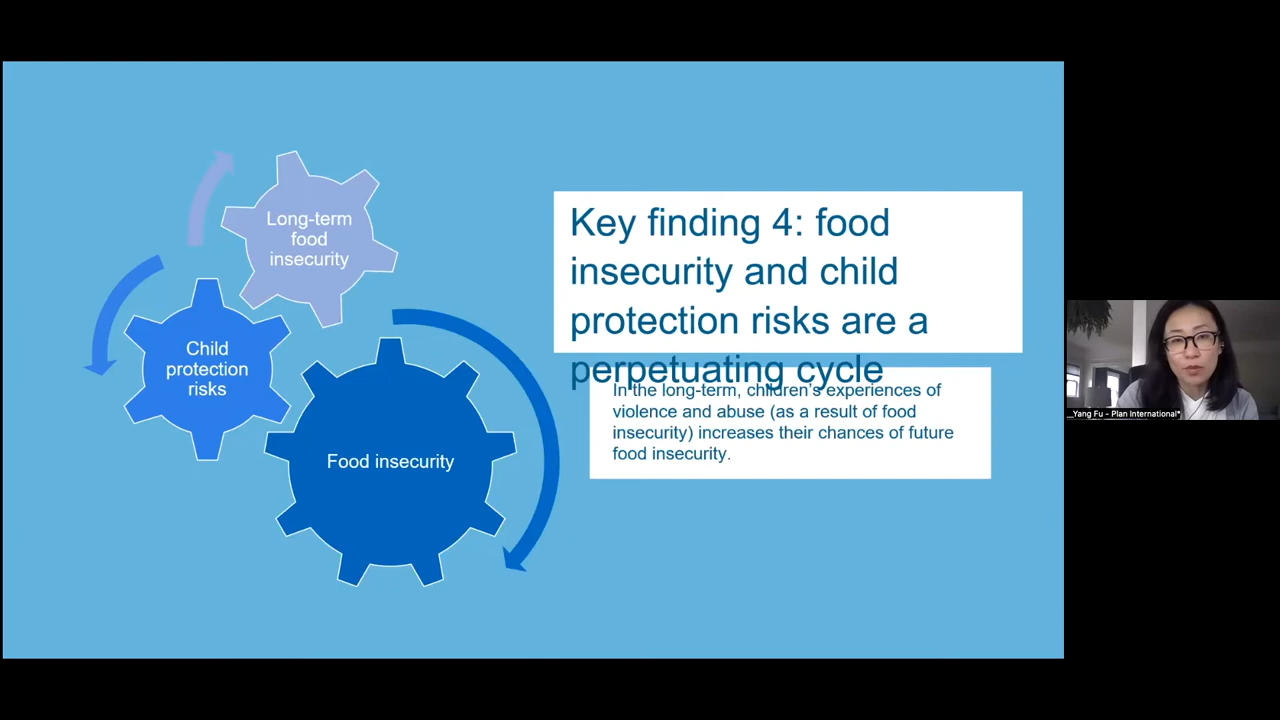 Long-term
food
insecurity
Child
protection
risks
Food insecurity
Key finding 4: food
insecurity and child
protection risks are a
perpetuating cycle
In the long-term, children's experiences of
violence and abuse (as a result of food
insecurity) increases their chances of future
food insecurity.
__Yang Fu - Plan International*